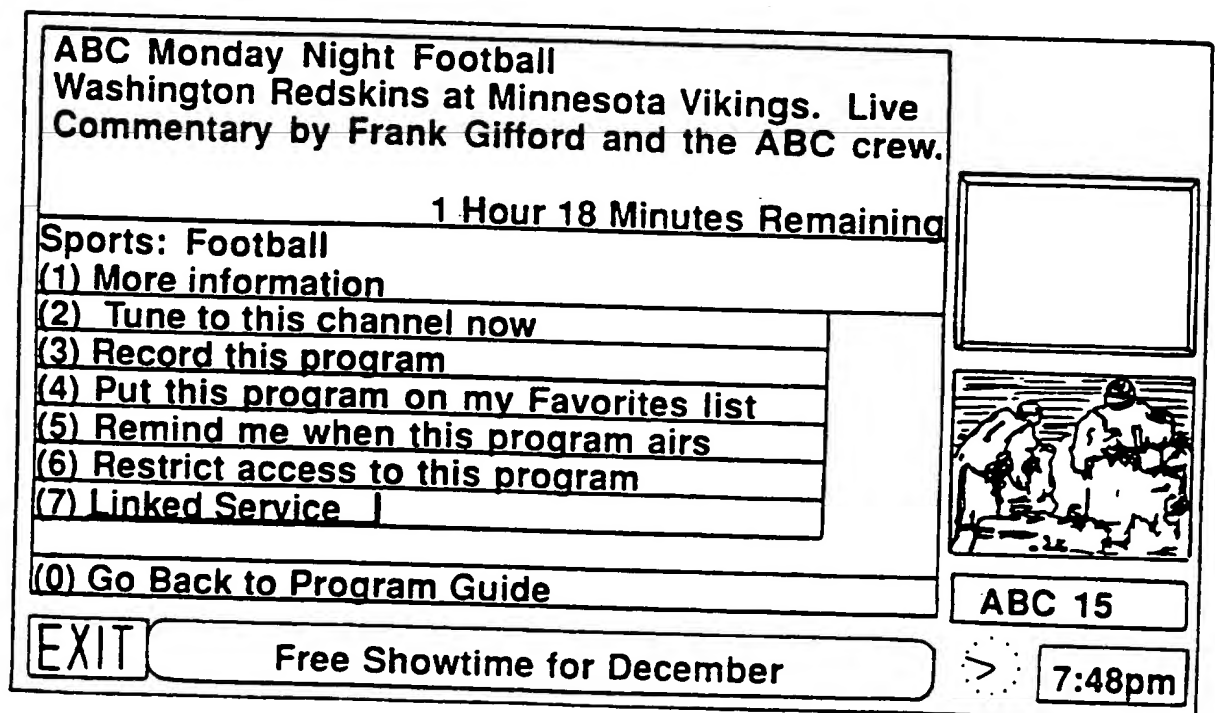 ABC Monday Night Football
Washington Redskins at Minnesota Vikings. Live
Commentary by Frank Gifford and the ABC crew.
1 Hour 18 Minutes Remaining
Sports: Football
(1) More information
(2) Tune to this channel now
(3) Record this program
(4) Put this program on my Favorites list
(5) Remind me when this program airs
(6) Restrict access to this program
(7) Linked Service
(0) Go Back to Program Guide
ABC 15
EXIT
Free Showtime for December
7:48pm